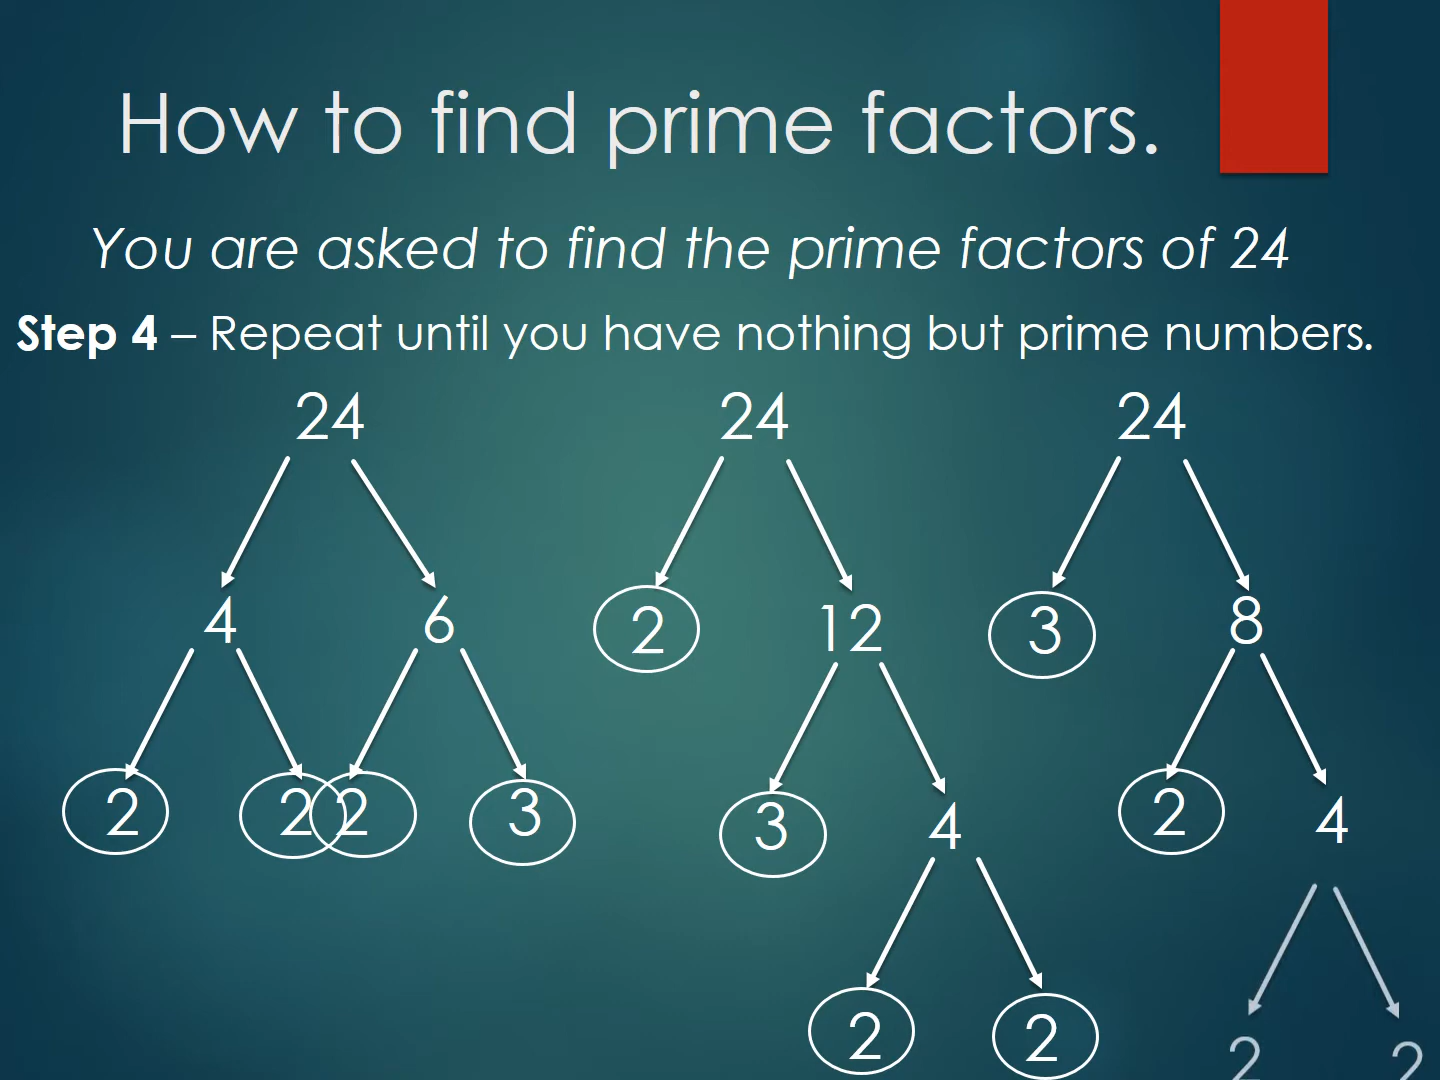 How to find prime factors.
You are asked to find the prime factors of 24
Step 4 – Repeat until you have nothing but prime numbers.
24 24 24
4 6 2 12 3 8
2 2 2 3 3 4 2 4
2 2 2 2